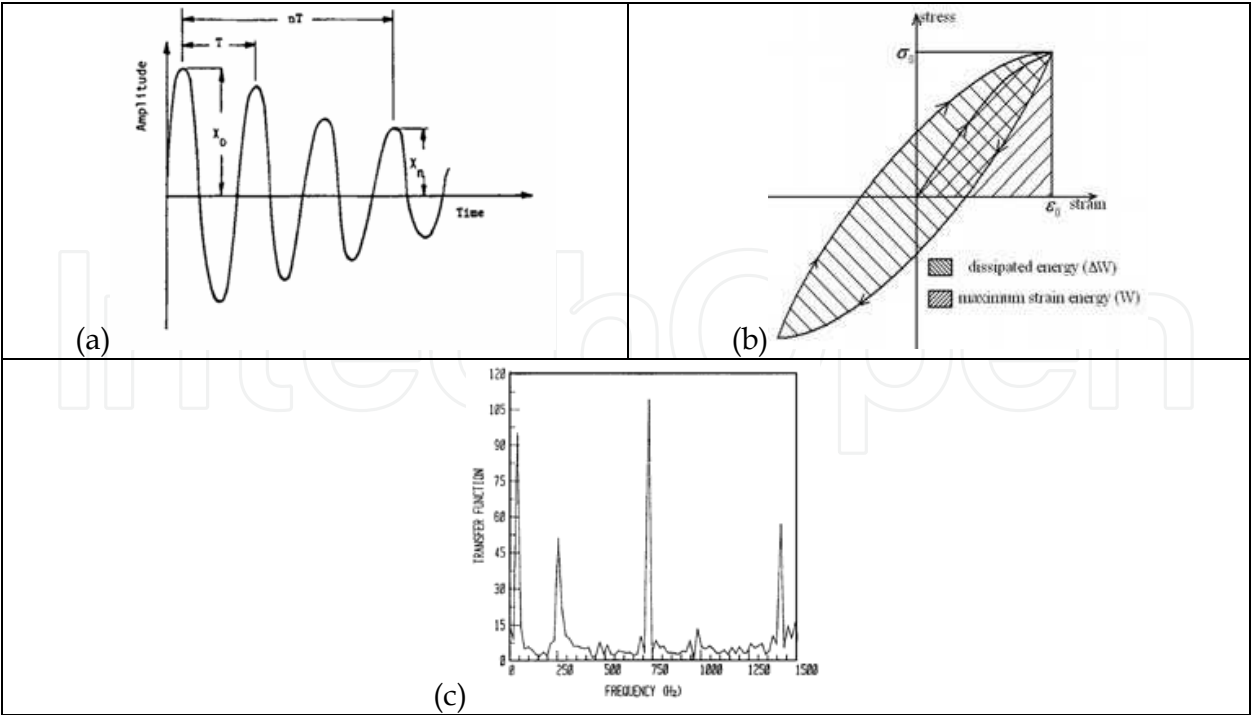 nT
T
Amplitude
X₀
Xₙ
Time
(a)
stress
σ₀
ε₀ strain
dissipated energy (ΔW)
maximum strain energy (W)
(b)
IntechOpen
120
105
90
75
60
45
30
15
0
TRANSFER FUNCTION
0 250 500 750 1000 1250 1500
FREQUENCY (Hz)
(c)